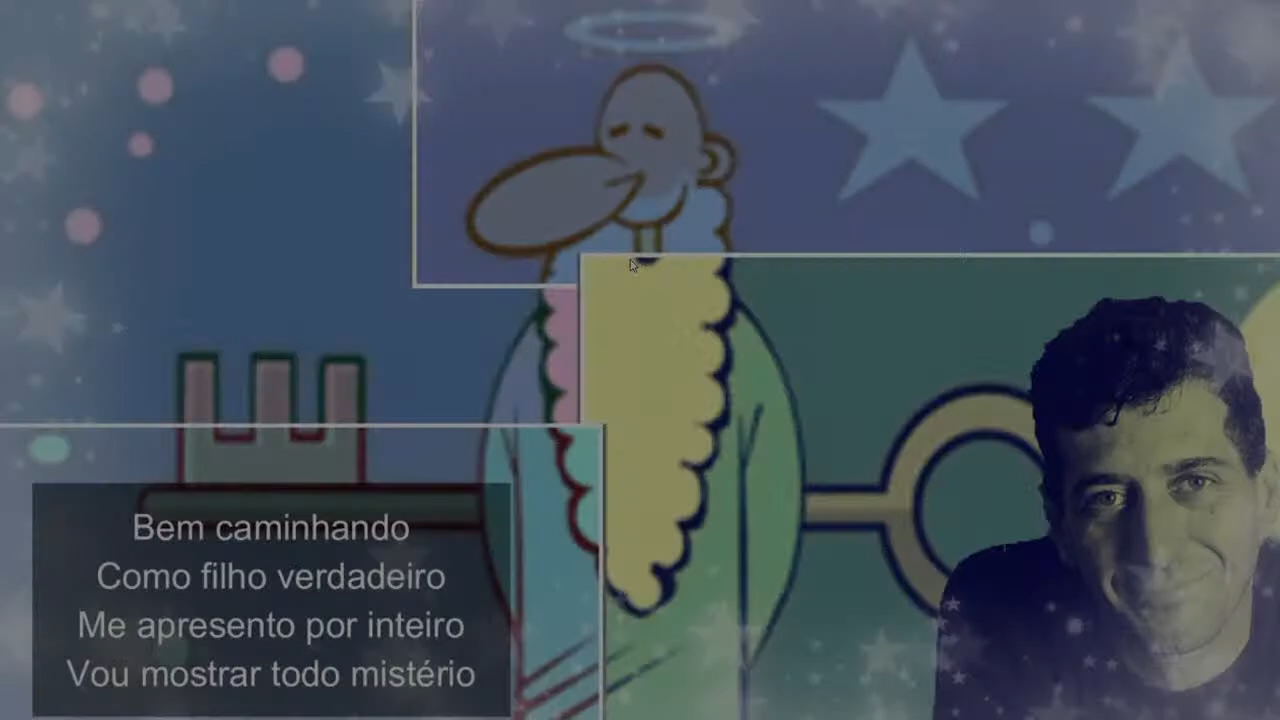 Bem caminhando
Como filho verdadeiro
Me apresento por inteiro
Vou mostrar todo mistério